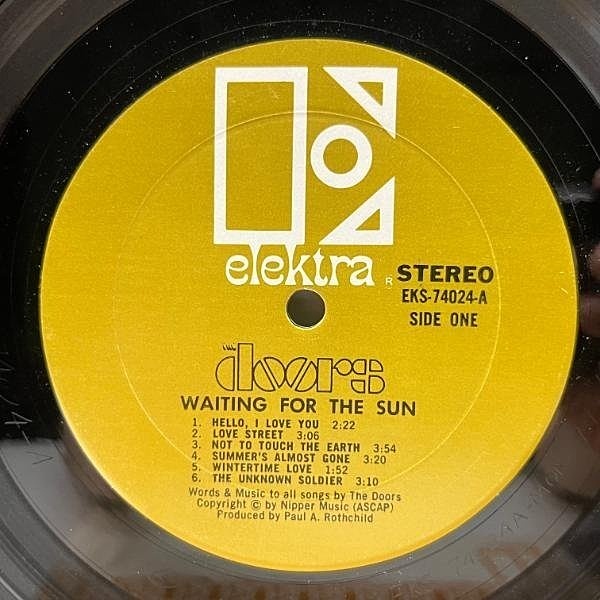 elektra ® STEREO
EKS-74024-A
SIDE ONE
THE doors
WAITING FOR THE SUN
1. HELLO, I LOVE YOU 2:22
2. LOVE STREET 3:06
3. NOT TO TOUCH THE EARTH 3:54
4. SUMMER'S ALMOST GONE 3:20
5. WINTERTIME LOVE 1:52
6. THE UNKNOWN SOLDIER 3:10
Words & Music to all songs by The Doors
Copyright © by Nipper Music (ASCAP)
Produced by Paul A. Rothchild